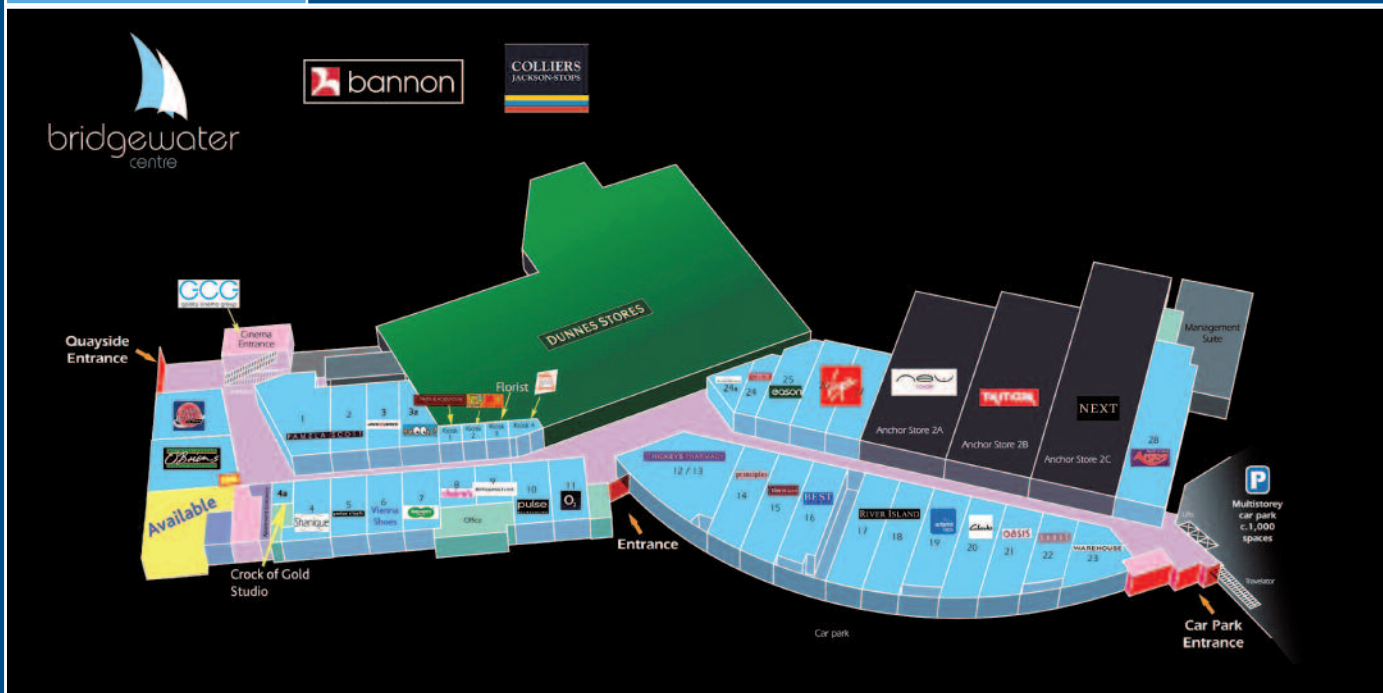 bridgewater
centre
bannon
COLLIERS
JACKSON-STOPS
GCG
Quayside
Entrance
Cinema
Entrance
DUNNES STORES
Florist
1
PAMELA SCOTT
2
3
3a
Kiosk
1
Kiosk
2
Kiosk
Kiosk 4
24a
24
25
eason
Virgin
new
Anchor Store 2A
Anchor Store 2B
NEXT
Anchor Store 2C
Management
Suite
28
Argos
O'Briens
Available
4a
4
Shanique
5
6
Vienna
Shoes
7
8
9
Office
10
pulse
11
O2
Crock of Gold
Studio
Entrance
HICKEY'S PHARMACY
12 / 13
principles
14
15
BEST
16
RIVER ISLAND
17
18
19
Clarks
20
OASIS
21
22
WAREHOUSE
23
Car park
P
Multistorey
car park
c.1,000
spaces
Lifts
Travelator
Car Park
Entrance